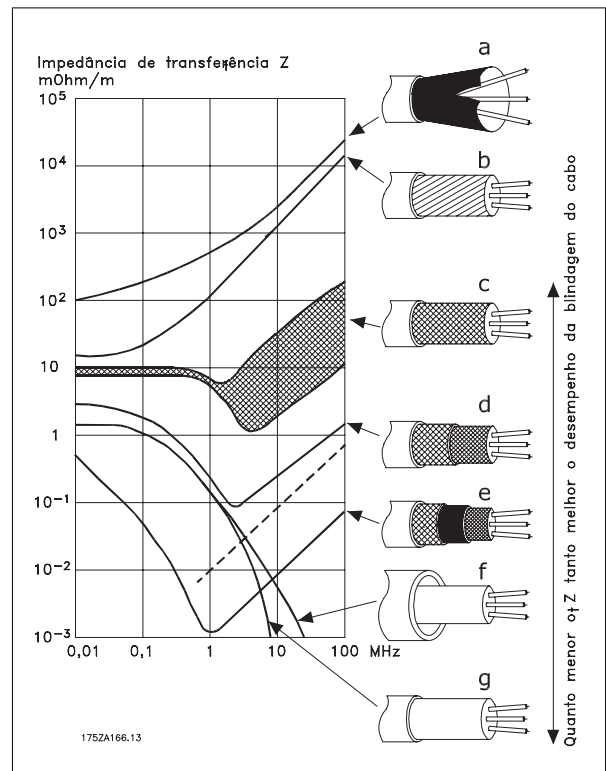 Impedância de transferência Z
mOhm/m
a
10⁵
b
10⁴
10³
c
10²
10
d
1
e
10⁻¹
f
10⁻²
10⁻³
0,01 0,1 1 10 100 MHz
g
175ZA166.13
Quanto menor o Z tanto melhor o desempenho da blindagem do cabo